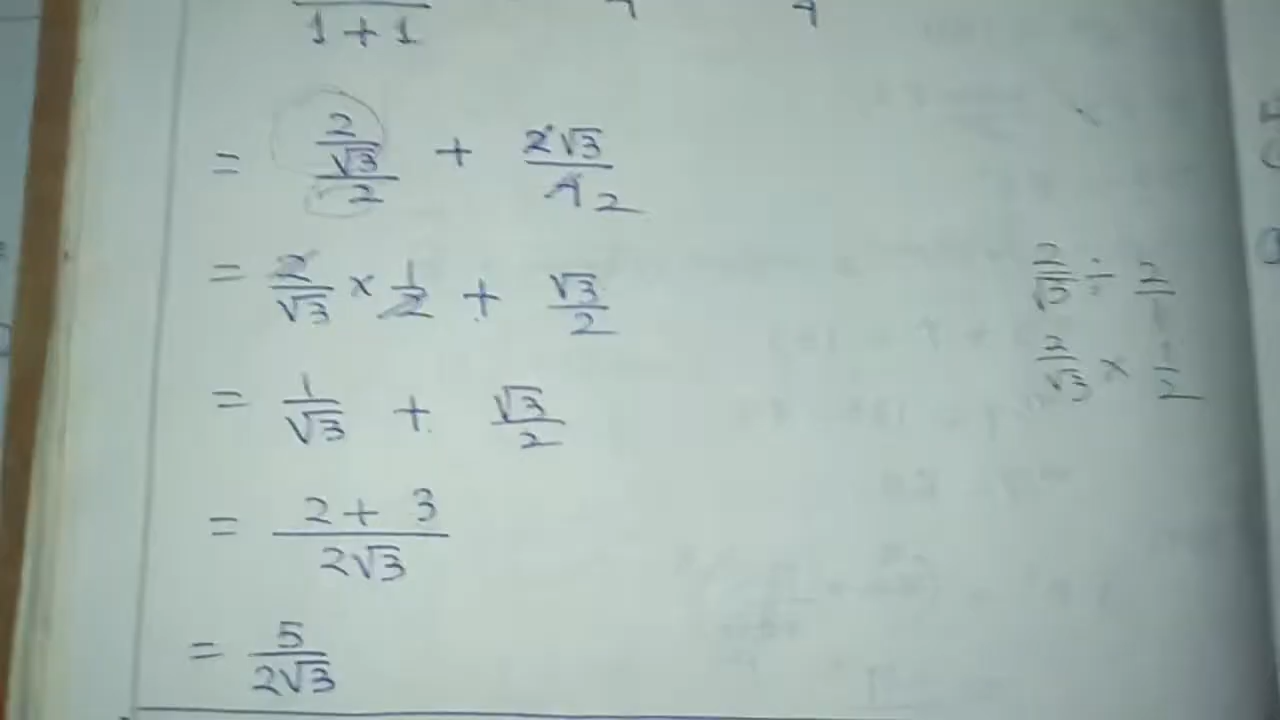 1 + 1
= 2/√3/2 + 2√3/4 2
= 2/√3 × 1/2 + √3/2
= 1/√3 + √3/2
= 2 + 3/2√3
= 5/2√3
2/√3 ÷ 2/1
2/√3 × 1/2